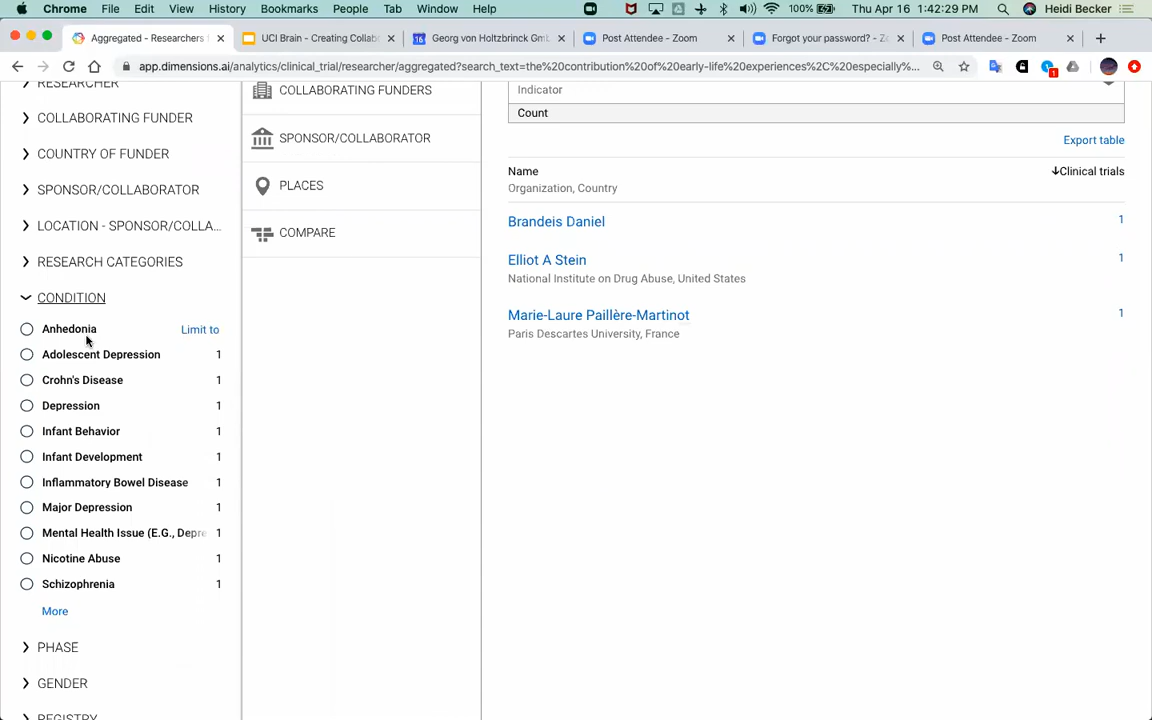 Chrome File Edit View History Bookmarks People Tab Window Help 100% Thu Apr 16 1:42:29 PM Heidi Becker
Aggregated - Researchers UCI Brain - Creating Collab Georg von Holtzbrinck Gm Post Attendee - Zoom Forgot your password? - Z Post Attendee - Zoom
app.dimensions.ai/analytics/clinical_trial/researcher/aggregated?search_text=the%20contribution%20of%20early-life%20experiences%2C%20especially%...
RESEARCHER
COLLABORATING FUNDER
COUNTRY OF FUNDER
SPONSOR/COLLABORATOR
LOCATION - SPONSOR/COLLA...
RESEARCH CATEGORIES
CONDITION
Anhedonia Limit to
Adolescent Depression 1
Crohn's Disease 1
Depression 1
Infant Behavior 1
Infant Development 1
Inflammatory Bowel Disease 1
Major Depression 1
Mental Health Issue (E.G., Depre 1
Nicotine Abuse 1
Schizophrenia 1
More
PHASE
GENDER
REGISTRY
COLLABORATING FUNDERS
SPONSOR/COLLABORATOR
PLACES
COMPARE
Indicator
Count
Export table
Name Clinical trials
Organization, Country
Brandeis Daniel 1
Elliot A Stein 1
National Institute on Drug Abuse, United States
Marie-Laure Paillère-Martinot 1
Paris Descartes University, France